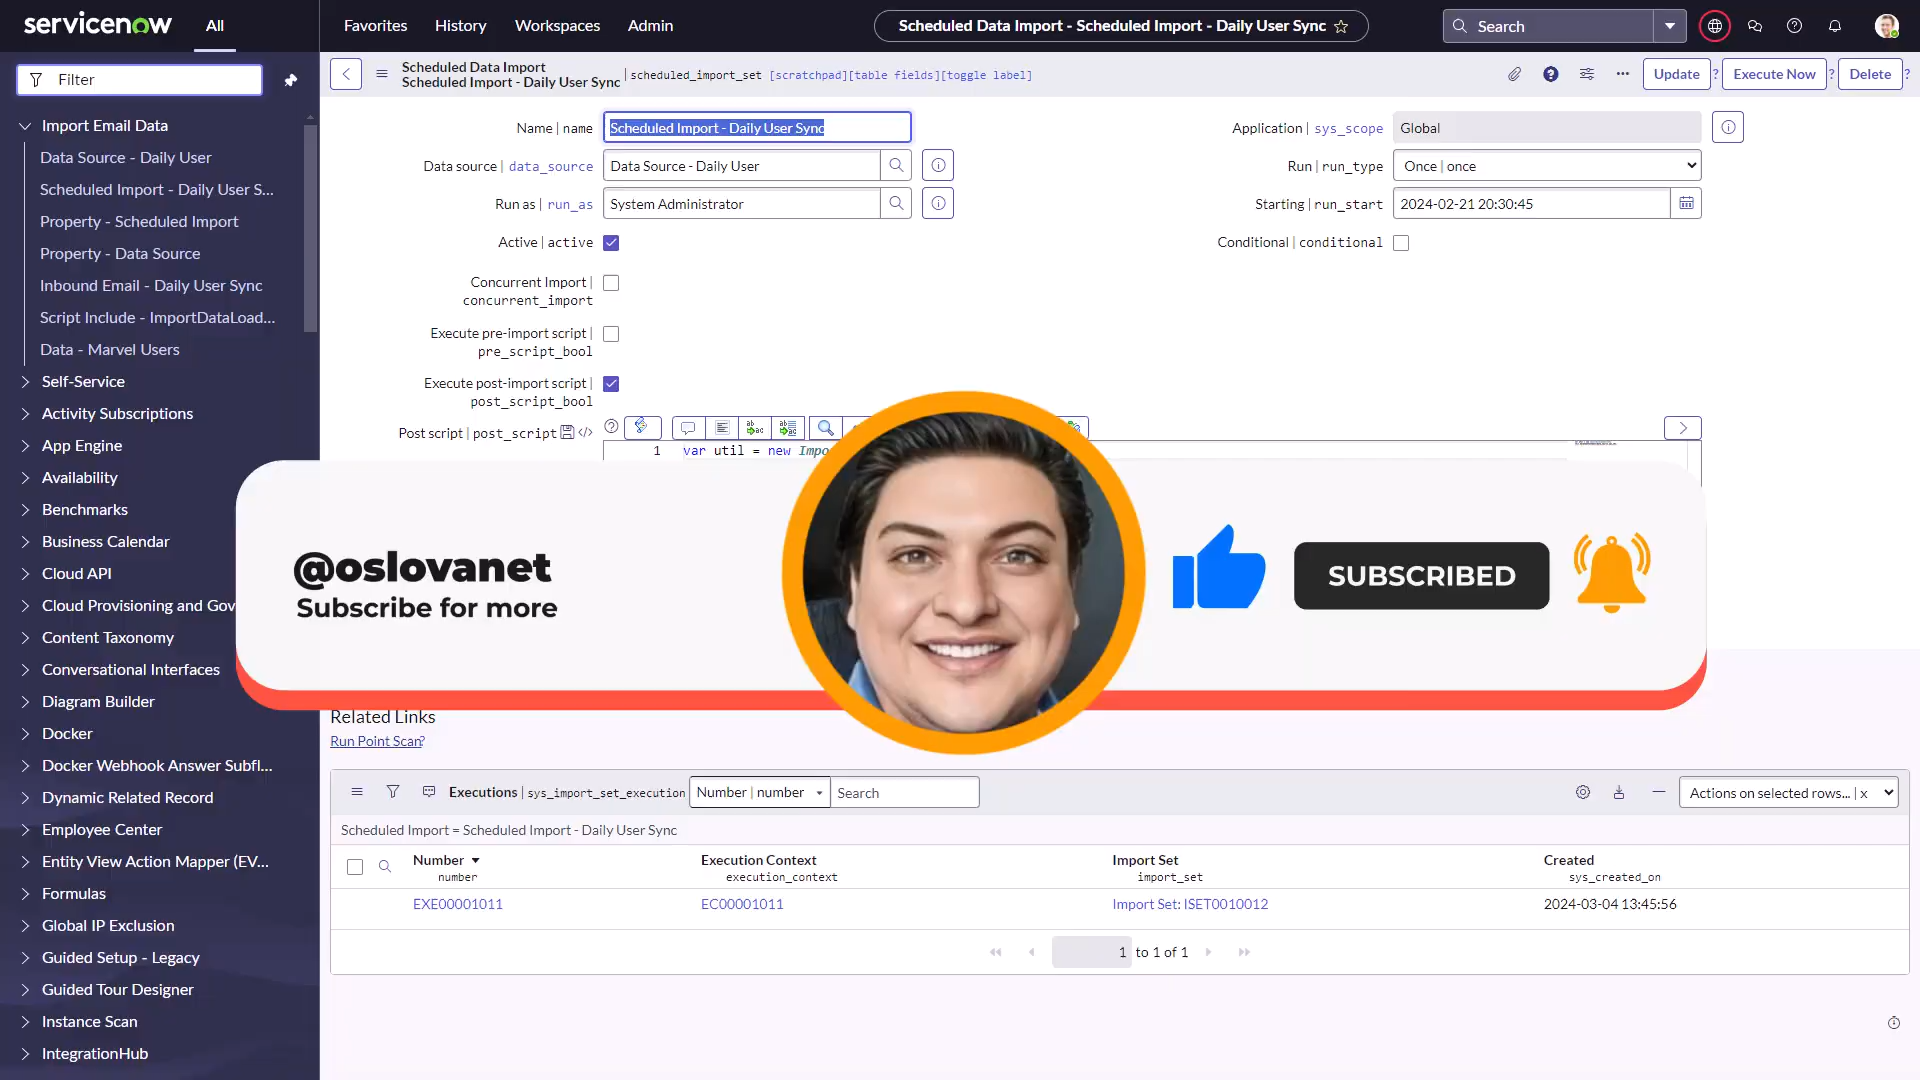 servicenow
All
Favorites
History
Workspaces
Admin
Scheduled Data Import - Scheduled Import - Daily User Sync
Search
Filter
Scheduled Data Import
Scheduled Import - Daily User Sync
scheduled_import_set [scratchpad][table fields][toggle label]
Update ?
Execute Now ?
Delete ?
Import Email Data
Data Source - Daily User
Scheduled Import - Daily User S...
Property - Scheduled Import
Property - Data Source
Inbound Email - Daily User Sync
Script Include - ImportDataLoad...
Data - Marvel Users
Self-Service
Activity Subscriptions
App Engine
Availability
Benchmarks
Business Calendar
Cloud API
Cloud Provisioning and Gov
Content Taxonomy
Conversational Interfaces
Diagram Builder
Docker
Docker Webhook Answer Subfl...
Dynamic Related Record
Employee Center
Entity View Action Mapper (EV...
Formulas
Global IP Exclusion
Guided Setup - Legacy
Guided Tour Designer
Instance Scan
IntegrationHub
Name | name
Scheduled Import - Daily User Sync
Data source | data_source
Data Source - Daily User
Run as | run_as
System Administrator
Active | active
Concurrent Import |
concurrent_import
Execute pre-import script |
pre_script_bool
Execute post-import script |
post_script_bool
Post script | post_script
1 var util = new Impo
Application | sys_scope
Global
Run | run_type
Once | once
Starting | run_start
2024-02-21 20:30:45
Conditional | conditional
@oslovanet
Subscribe for more
SUBSCRIBED
Related Links
Run Point Scan?
Executions | sys_import_set_execution
Number | number
Search
Actions on selected rows... | x
Scheduled Import = Scheduled Import - Daily User Sync
Number
number
Execution Context
execution_context
Import Set
import_set
Created
sys_created_on
EXE00001011
EC00001011
Import Set: ISET0010012
2024-03-04 13:45:56
1 to 1 of 1